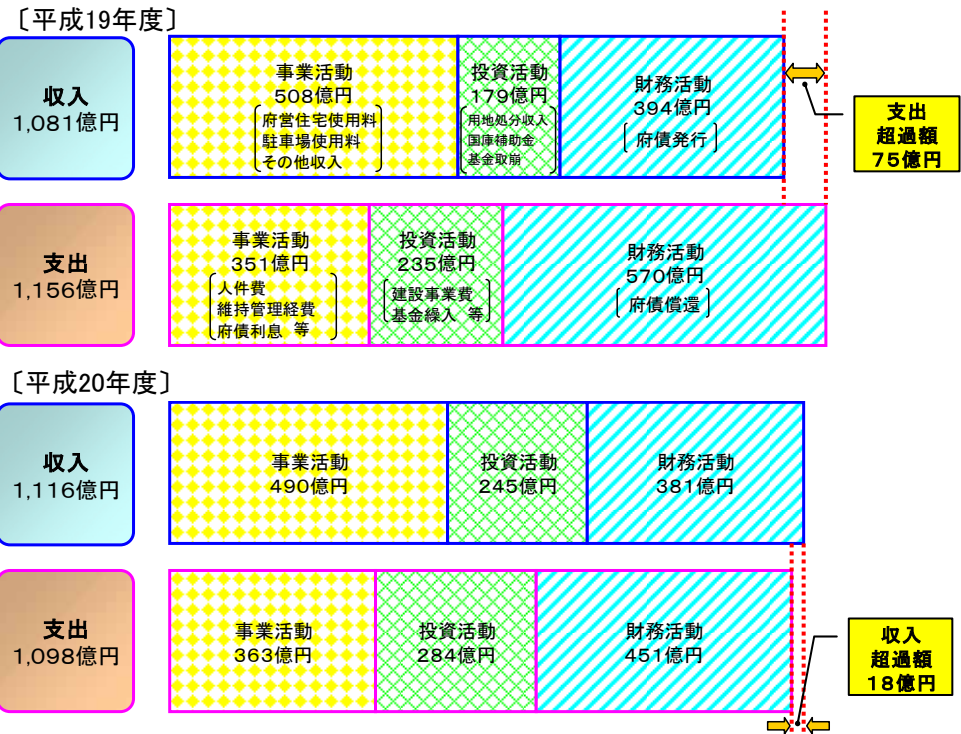 〔平成19年度〕
収入
1,081億円
事業活動
508億円
府営住宅使用料
駐車場使用料
その他収入
投資活動
179億円
用地処分収入
国庫補助金
基金取崩
財務活動
394億円
府債発行
支出
超過額
75億円
支出
1,156億円
事業活動
351億円
人件費
維持管理経費
府債利息 等
投資活動
235億円
建設事業費
基金繰入 等
財務活動
570億円
府債償還
〔平成20年度〕
収入
1,116億円
事業活動
490億円
投資活動
245億円
財務活動
381億円
支出
1,098億円
事業活動
363億円
投資活動
284億円
財務活動
451億円
収入
超過額
18億円